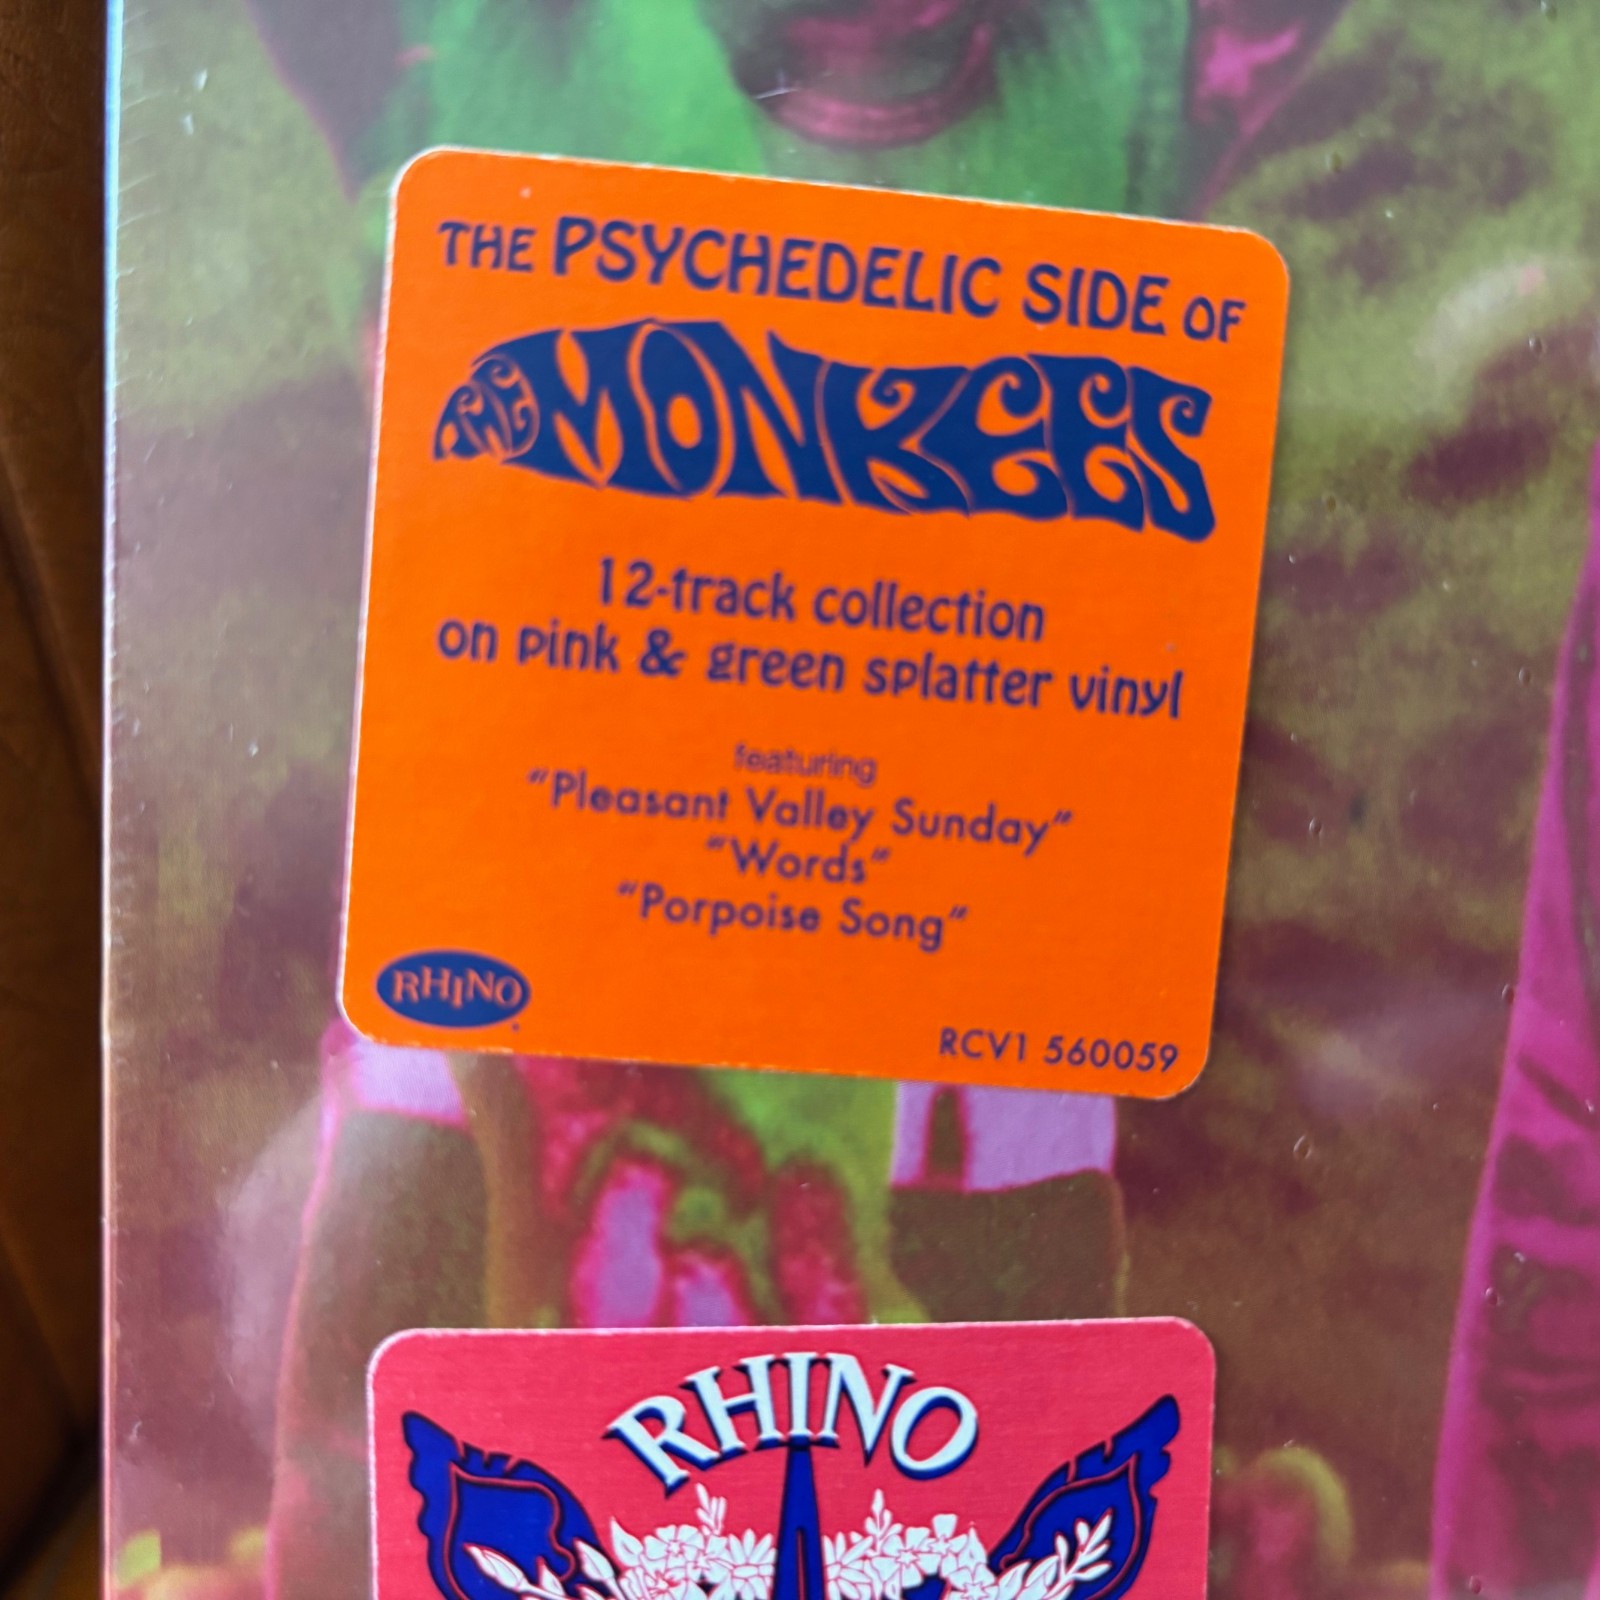 THE PSYCHEDELIC SIDE OF
THE MONKEES
12-track collection
on pink & green splatter vinyl
featuring
"Pleasant Valley Sunday"
"Words"
"Porpoise Song"
RHINO
RCV1 560059
RHINO